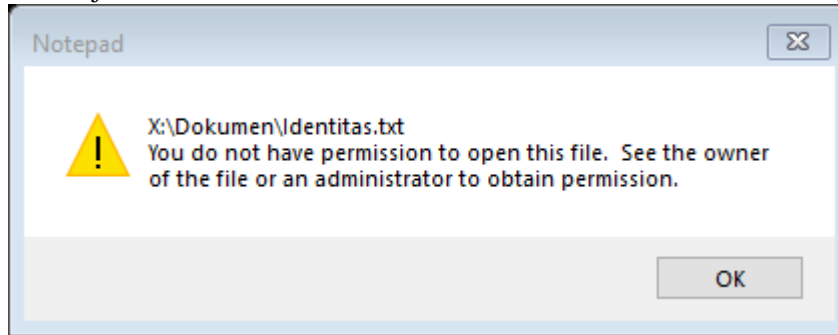 Notepad
X:\Dokumen\Identitas.txt
You do not have permission to open this file.  See the owner
of the file or an administrator to obtain permission.
OK